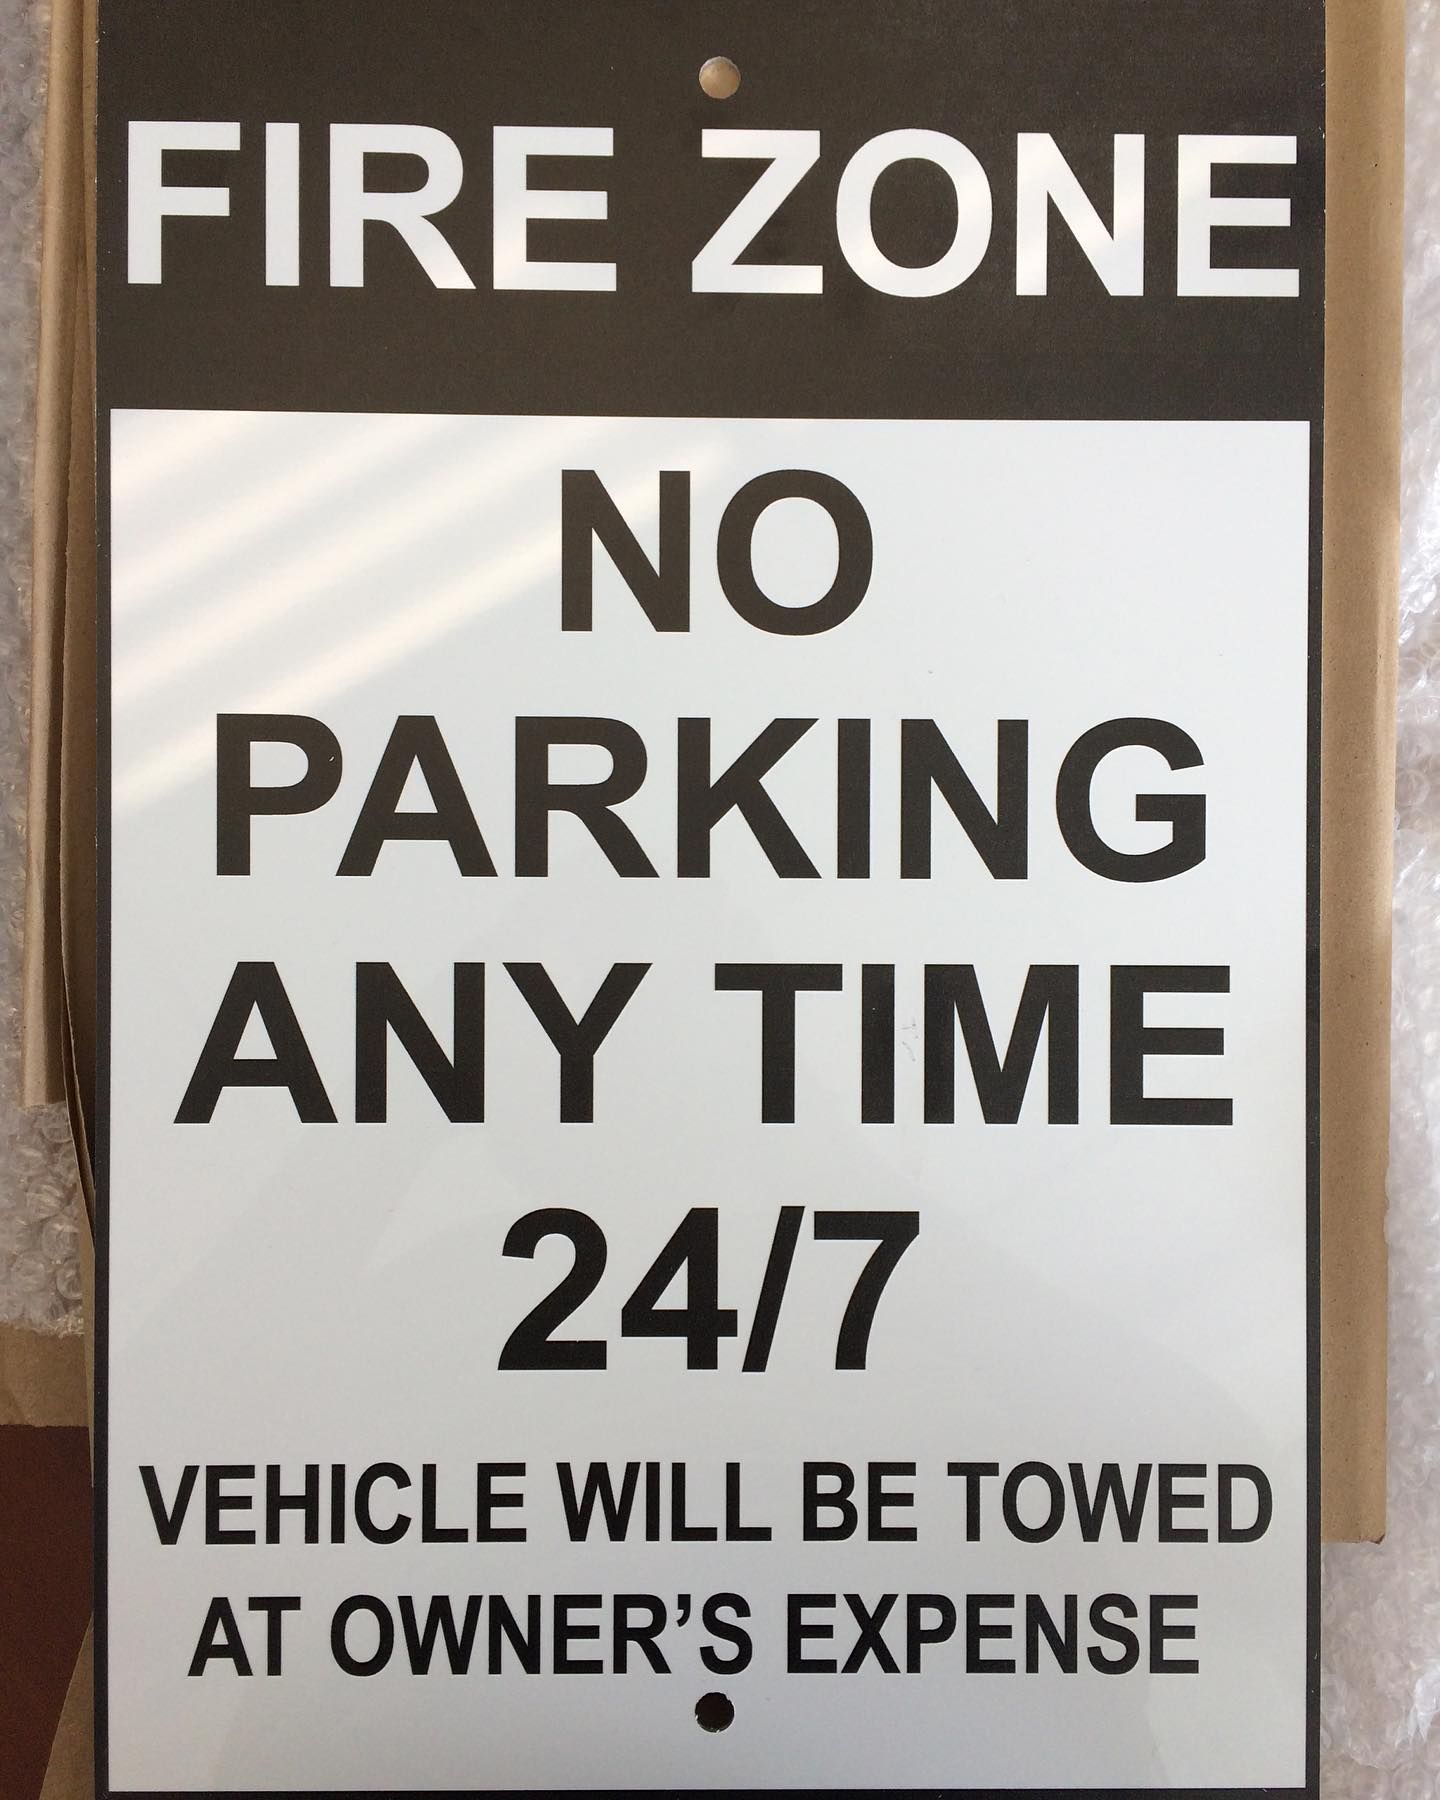 FIRE ZONE
NO
PARKING
ANY TIME
24/7
VEHICLE WILL BE TOWED
AT OWNER’S EXPENSE